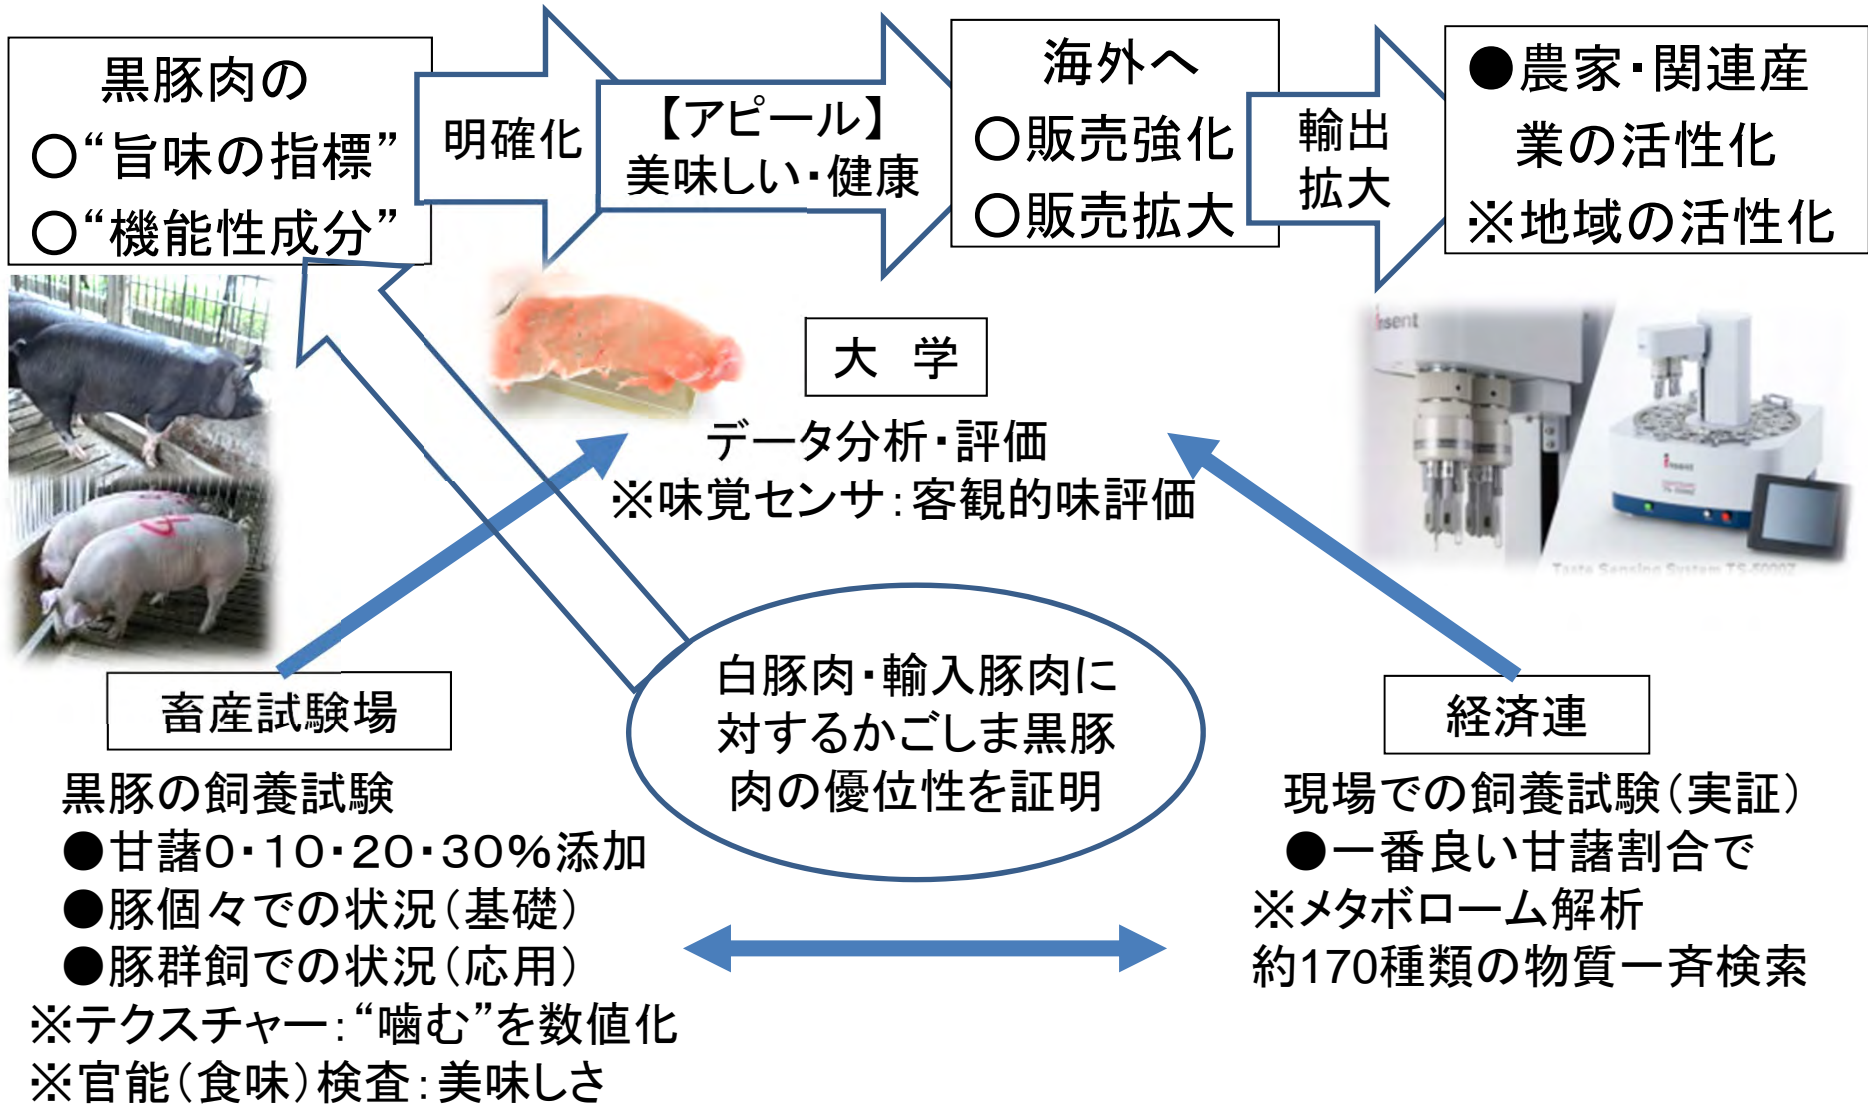 黒豚肉の
○“旨味の指標”
○“機能性成分”
明確化
【アピール】
美味しい・健康
海外へ
○販売強化
○販売拡大
輸出
拡大
●農家・関連産
業の活性化
※地域の活性化
大 学
データ分析・評価
※味覚センサ：客観的味評価
insent
insent
Taste Sensing System TS-5000Z
白豚肉・輸入豚肉に
対するかごしま黒豚
肉の優位性を証明
畜産試験場
黒豚の飼養試験
●甘藷０・１０・２０・３０％添加
●豚個々での状況（基礎）
●豚群飼での状況（応用）
※テクスチャー：“噛む”を数値化
※官能（食味）検査：美味しさ
経済連
現場での飼養試験（実証）
●一番良い甘藷割合で
※メタボローム解析
約170種類の物質一斉検索